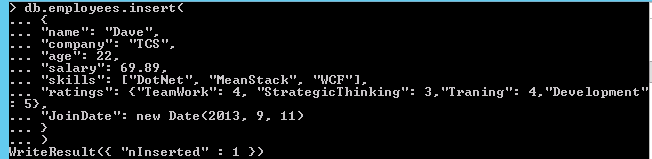 > db.employees.insert(
... {
... "name": "Dave",
... "company": "TCS",
... "age": 22,
... "salary": 69.89,
... "skills": ["DotNet", "MeanStack", "WCF"],
... "ratings": {"TeamWork": 4, "StrategicThinking": 3,"Traning": 4,"Development"
: 5},
... "JoinDate": new Date(2013, 9, 11)
... }
... )
WriteResult({ "nInserted" : 1 })